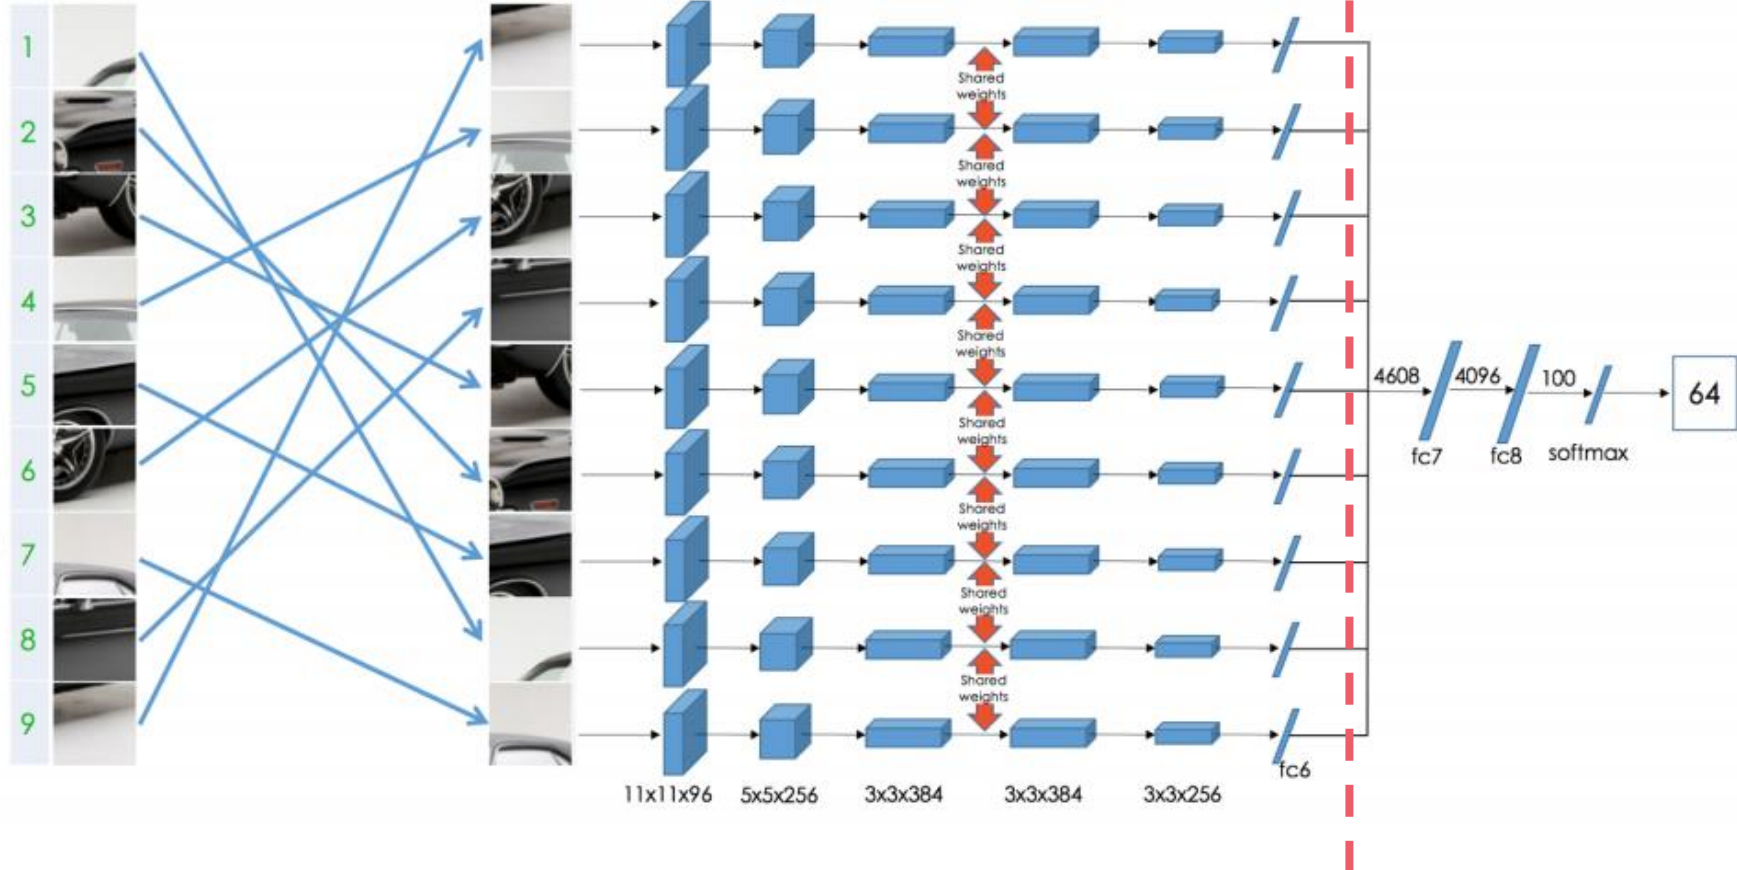 1
2
3
4
5
6
7
8
9
Shared
weights
Shared
weights
Shared
weights
Shared
weights
Shared
weights
Shared
weights
Shared
weights
Shared
weights
11x11x96
5x5x256
3x3x384
3x3x384
3x3x256
fc6
4608
4096
100
fc7
fc8
softmax
64